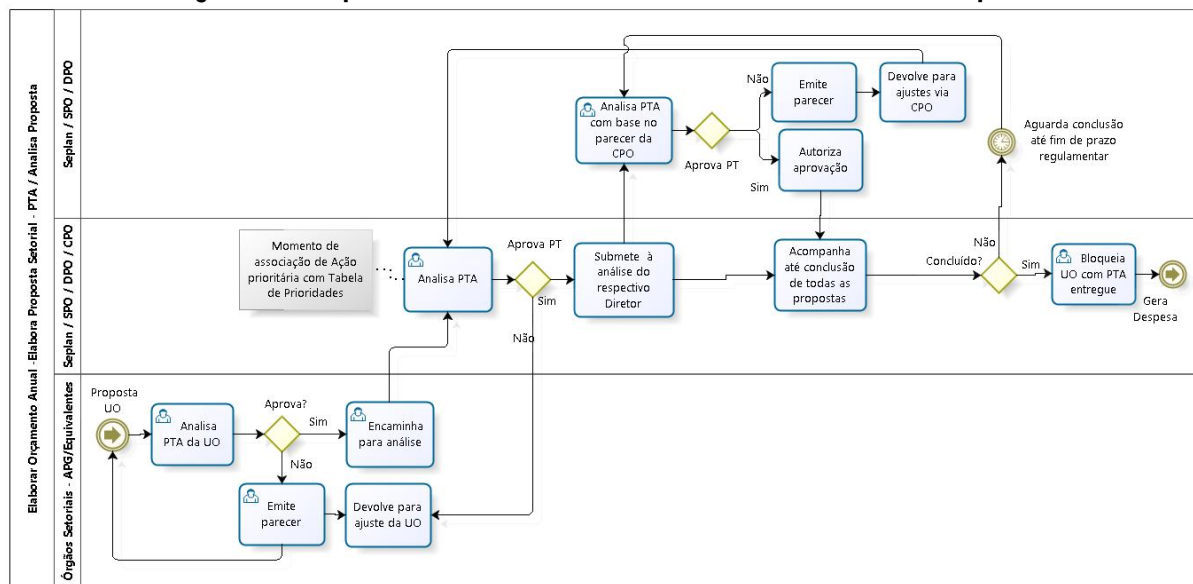 Elaborar Orçamento Anual -Elabora Proposta Setorial - PTA / Analisa Proposta
Seplan / SPO / DPO
Analisa PTA
com base no
parecer da
CPO
Aprova PT
Não
Emite
parecer
Devolve para
ajustes via
CPO
Sim
Autoriza
aprovação
Aguarda conclusão
até fim de prazo
regulamentar
Seplan / SPO / DPO / CPO
Momento de
associação de Ação
prioritária com Tabela
de Prioridades
Analisa PTA
Aprova PT
Sim
Não
Submete à
análise do
respectivo
Diretor
Acompanha
até conclusão
de todas as
propostas
Concluído?
Não
Sim
Bloqueia
UO com PTA
entregue
Gera
Despesa
Órgãos Setoriais - APG/Equivalentes
Proposta
UO
Analisa
PTA da UO
Aprova?
Sim
Não
Encaminha
para análise
Emite
parecer
Devolve para
ajuste da UO